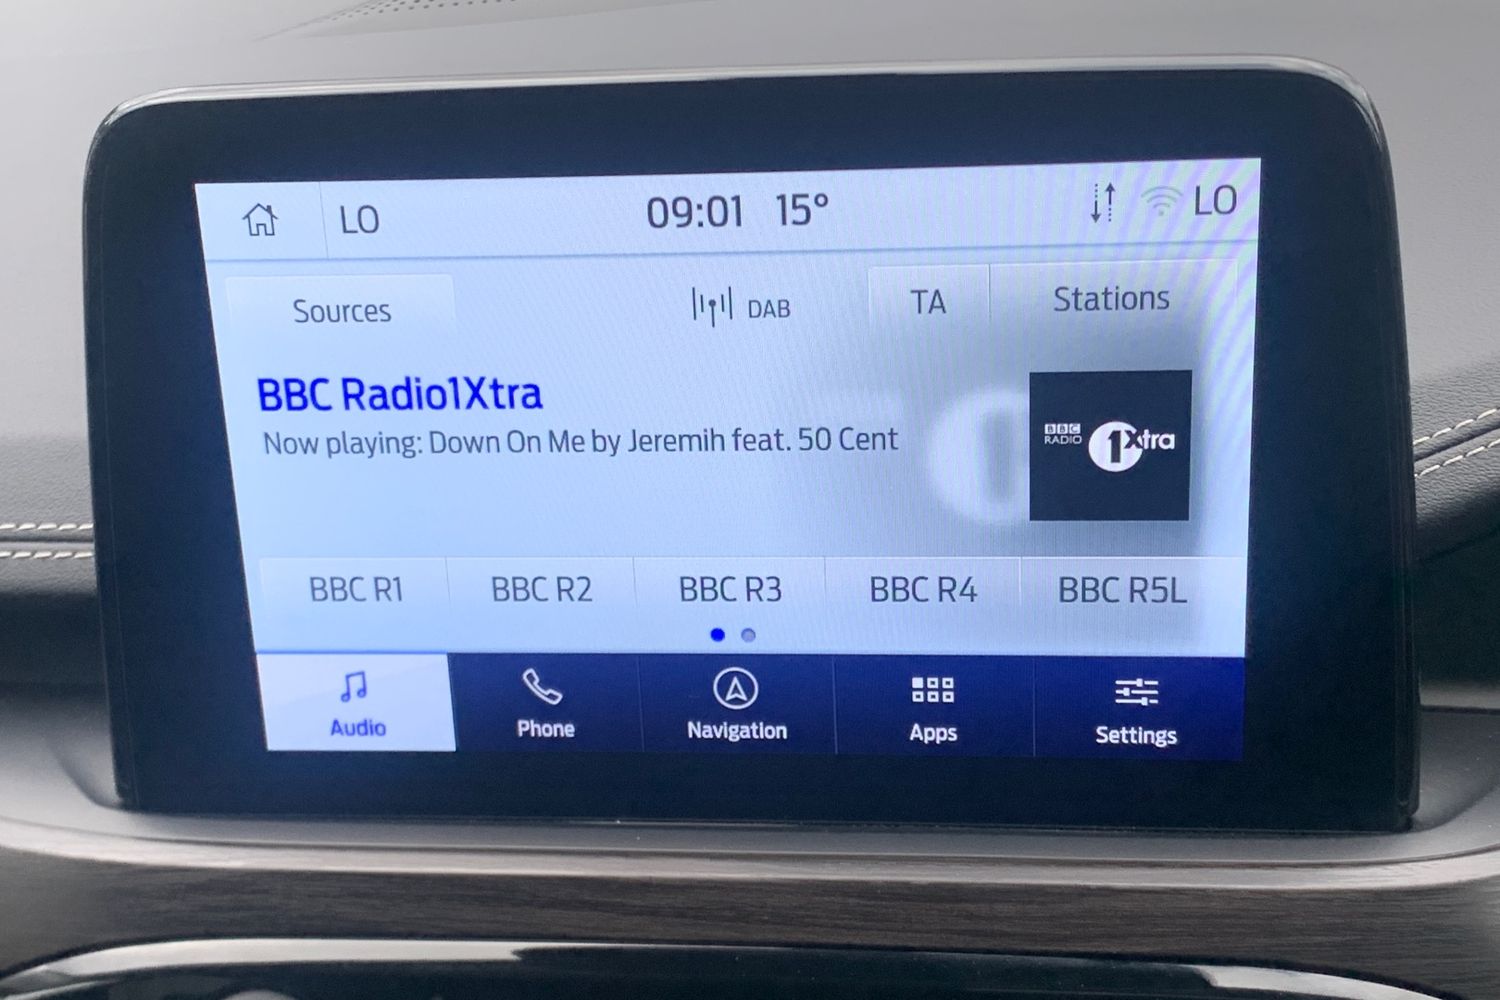 LO 09:01 15° LO
Sources DAB TA Stations
BBC Radio1Xtra
Now playing: Down On Me by Jeremih feat. 50 Cent
BBC
RADIO 1Xtra
BBC R1 BBC R2 BBC R3 BBC R4 BBC R5L
Audio Phone Navigation Apps Settings